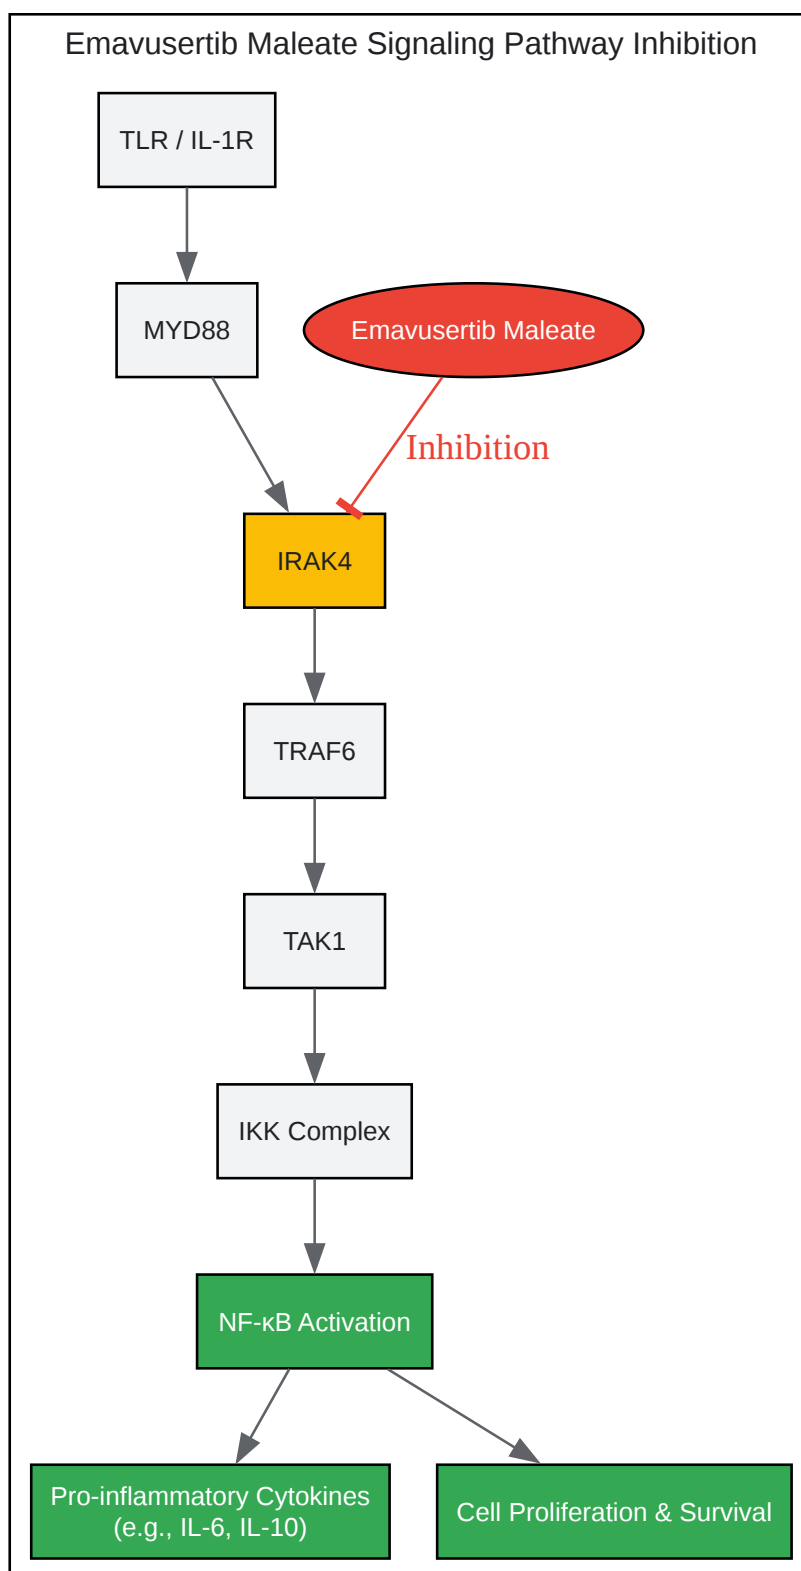 Emavusertib Maleate Signaling Pathway Inhibition
TLR / IL-1R
MYD88
Emavusertib Maleate
Inhibition
IRAK4
TRAF6
TAK1
IKK Complex
NF-κB Activation
Pro-inflammatory Cytokines
(e.g., IL-6, IL-10)
Cell Proliferation & Survival